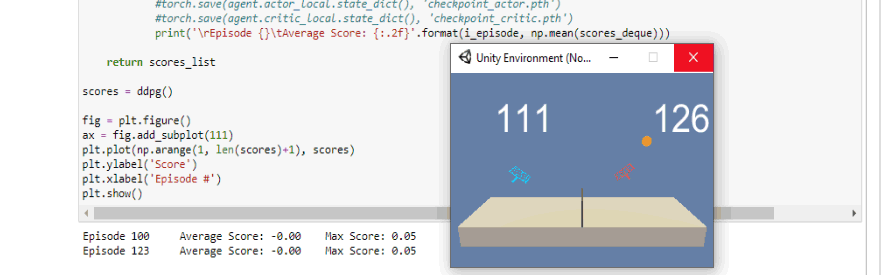 #torch.save(agent.actor_local.state_dict(), 'checkpoint_actor.pth')
#torch.save(agent.critic_local.state_dict(), 'checkpoint_critic.pth')
print('\rEpisode {}\tAverage Score: {:.2f}'.format(i_episode, np.mean(scores_deque)))
return scores_list
scores = ddpg()
fig = plt.figure()
ax = fig.add_subplot(111)
plt.plot(np.arange(1, len(scores)+1), scores)
plt.ylabel('Score')
plt.xlabel('Episode #')
plt.show()
Episode 100 Average Score: -0.00 Max Score: 0.05
Episode 123 Average Score: -0.00 Max Score: 0.05
Unity Environment (No...
111 126